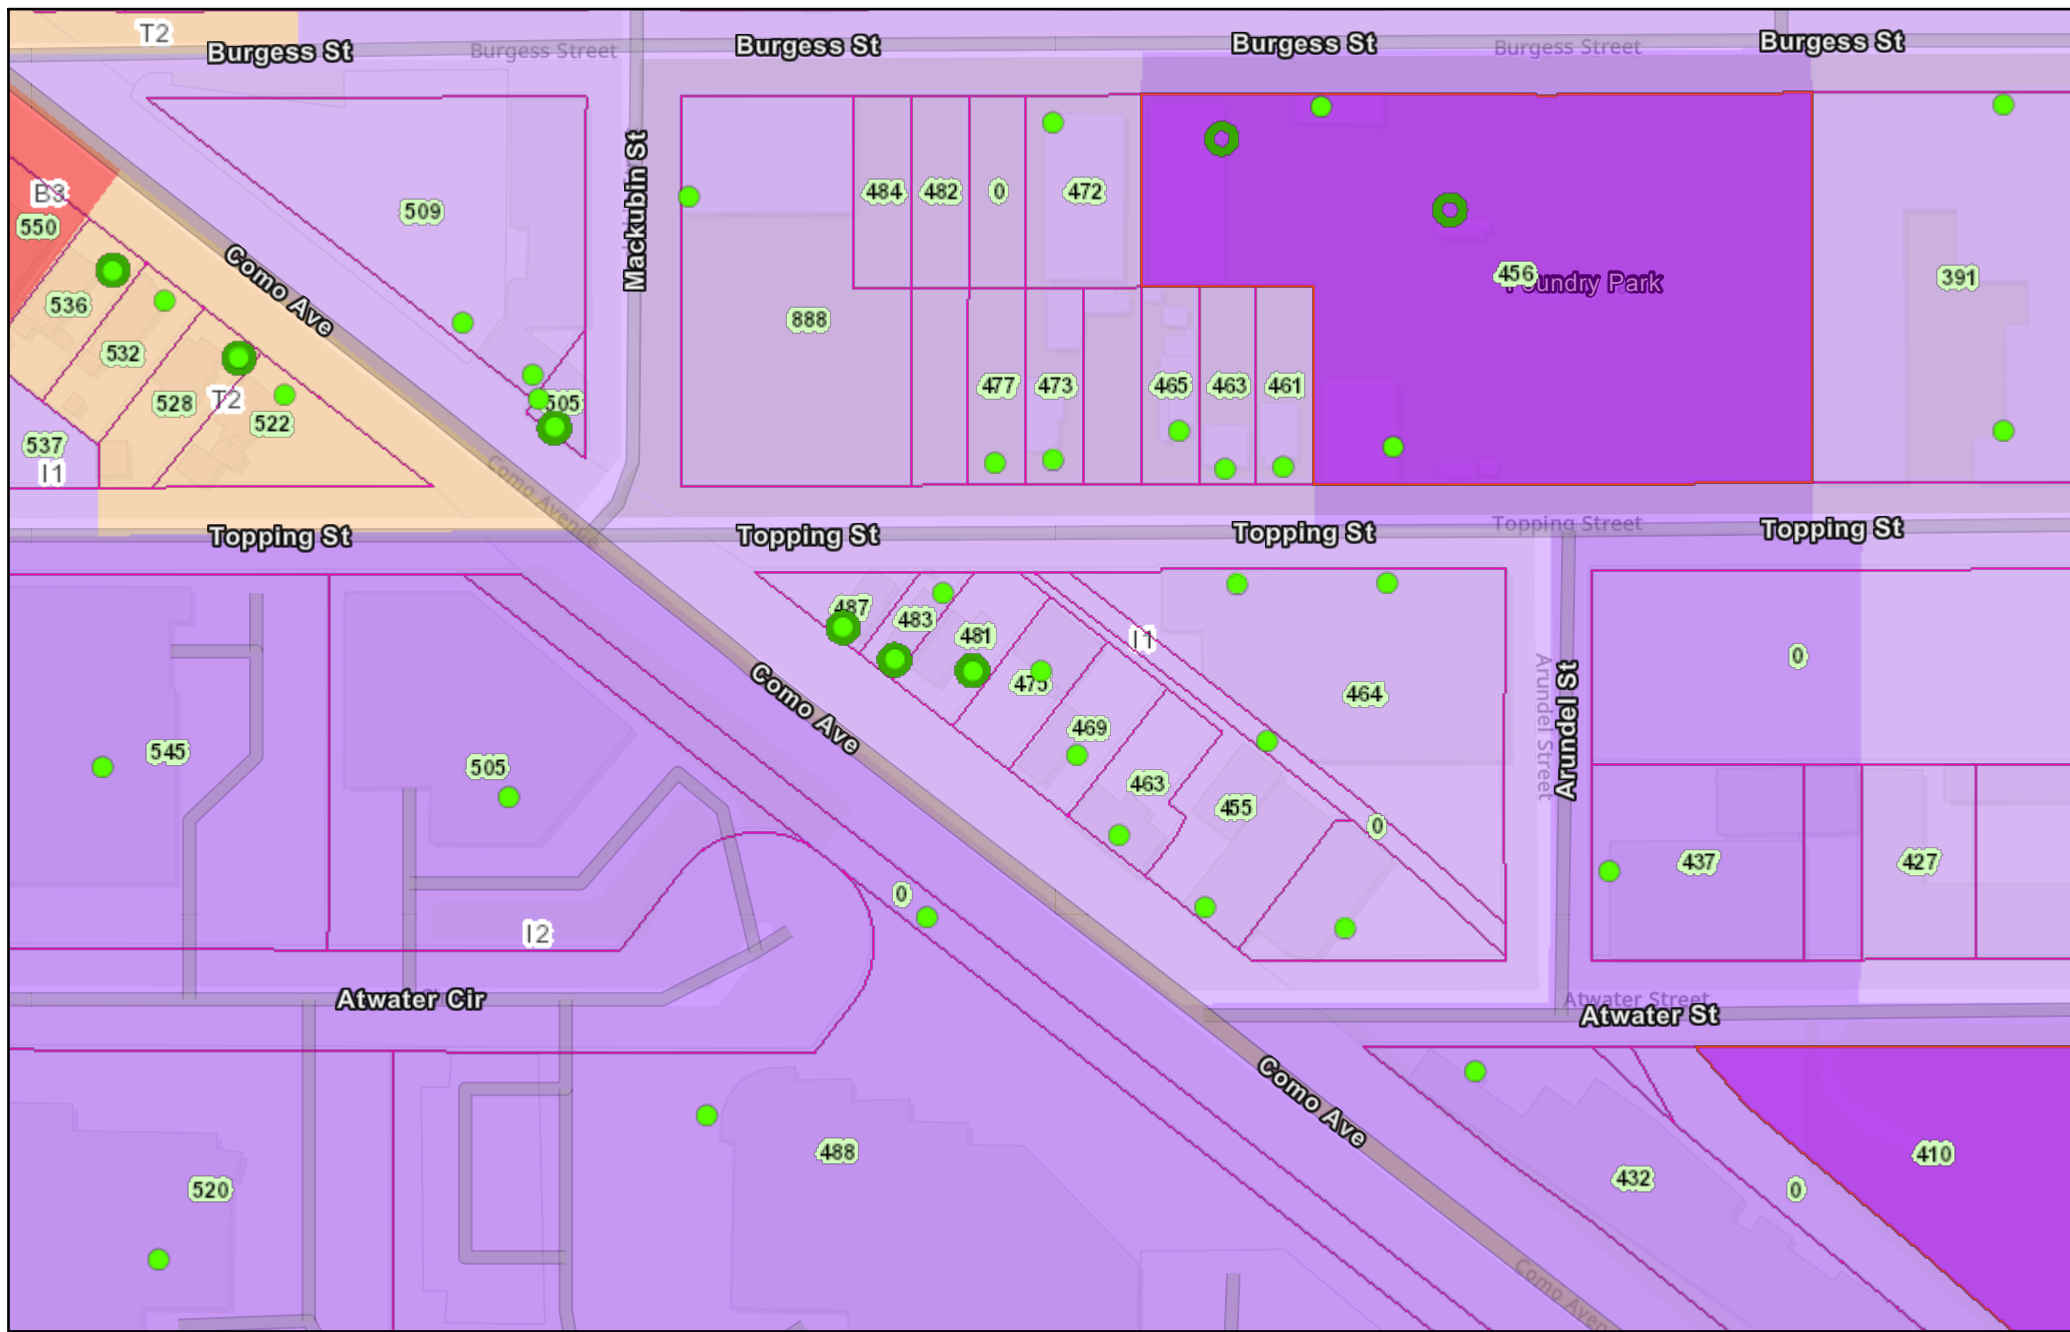 T2
Burgess St
Burgess Street
Burgess St
Burgess St
Burgess Street
Burgess St
B3
550
509
Mackubin St
484
482
0
472
456
Foundry Park
391
Como Ave
536
532
528
T2
522
505
888
477
473
465
463
461
537
I1
Como Avenue
Topping St
Topping St
Topping St
Topping Street
Topping St
487
483
481
475
I1
469
464
463
455
0
Arundel Street
Arundel St
0
Como Ave
545
505
437
427
0
I2
Atwater Cir
Atwater Street
Atwater St
Como Ave
488
520
432
0
410
Como Aven